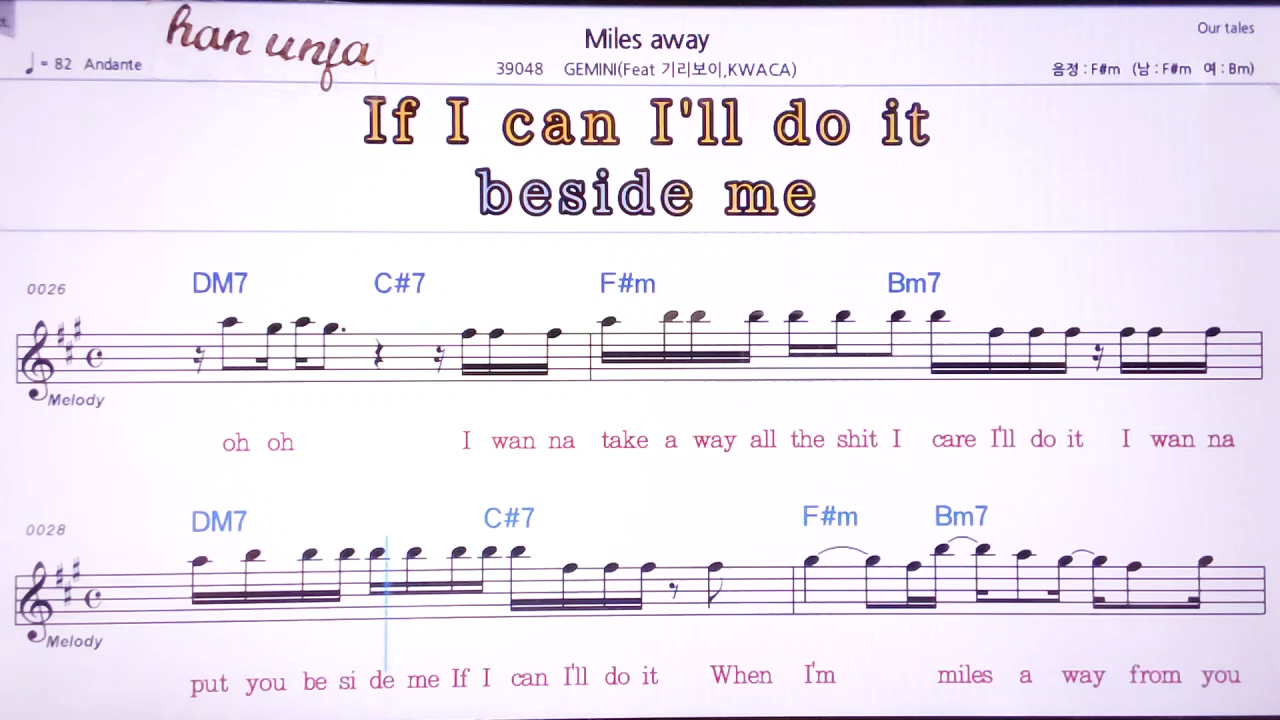 han unfa
Our tales
Miles away
♩= 82 Andante
39048 GEMINI(Feat 기리보이,KWACA)
음정 : F#m (남 : F#m 여 : Bm)
If I can I'll do it
beside me
0026
DM7 C#7 F#m Bm7
Melody
oh oh I wan na take a way all the shit I care I'll do it I wan na
0028
DM7 C#7 F#m Bm7
Melody
put you be si de me If I can I'll do it When I'm miles a way from you